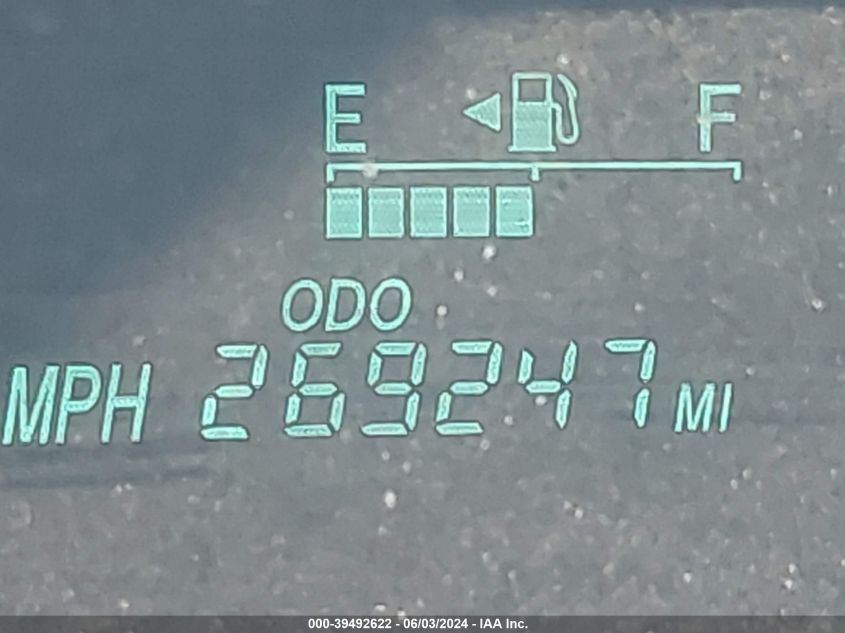 E F
ODO
MPH 269247 MI
000-39492622 - 06/03/2024 - IAA Inc.